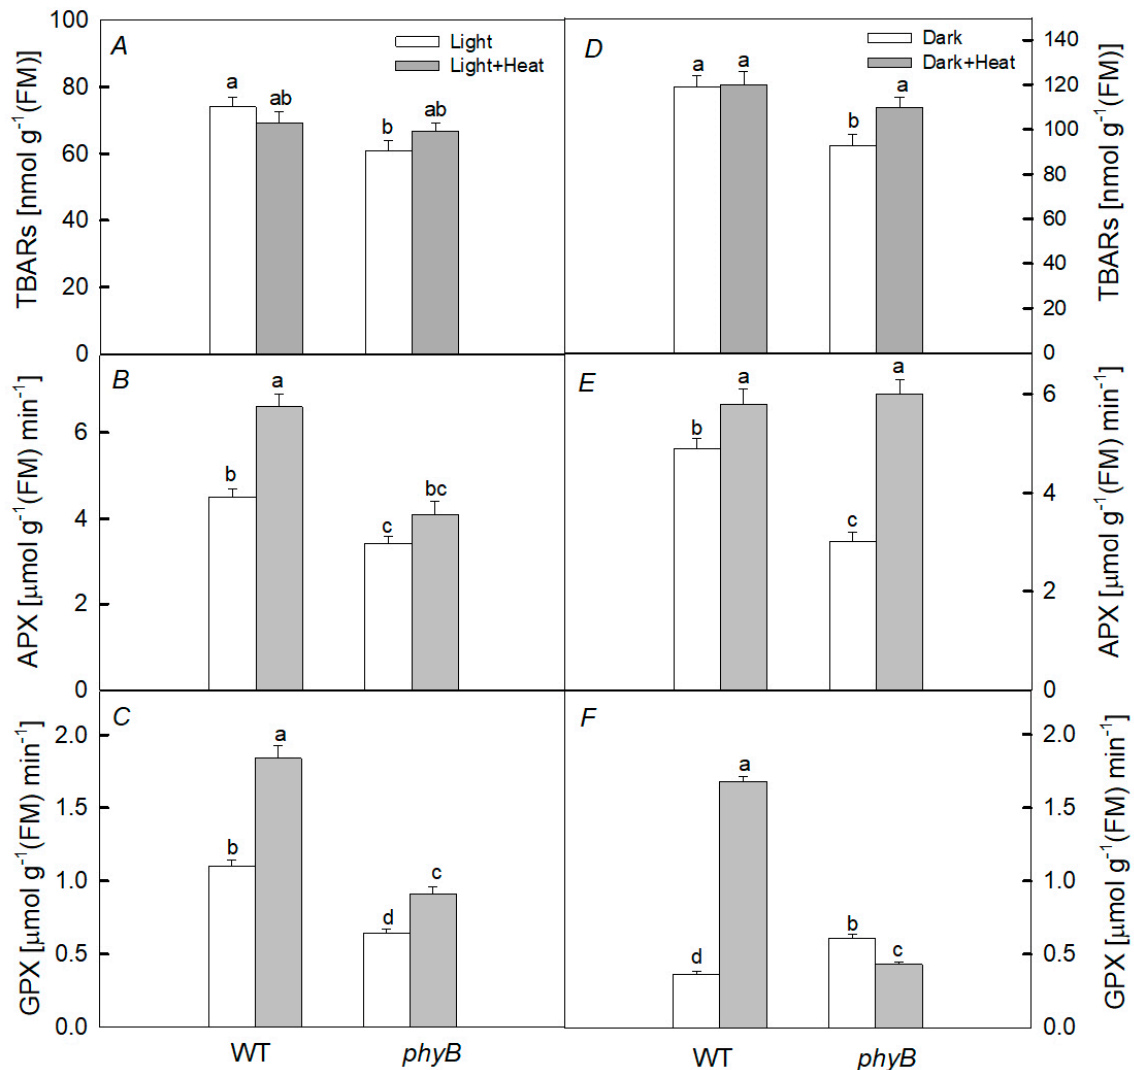 A
Light
Light+Heat
a
ab
b
ab
100
80
60
40
20
0
TBARs [nmol g-1(FM)]
D
Dark
Dark+Heat
a
a
b
a
140
120
100
80
60
40
20
0
TBARs [nmol g-1(FM)]
B
b
a
c
bc
6
4
2
0
APX [μmol g-1(FM) min-1]
E
b
a
c
a
6
4
2
0
APX [μmol g-1(FM) min-1]
C
b
a
d
c
2.0
1.5
1.0
0.5
0.0
GPX [μmol g-1(FM) min-1]
F
d
a
b
c
2.0
1.5
1.0
0.5
0.0
GPX [μmol g-1(FM) min-1]
WT
phyB
WT
phyB